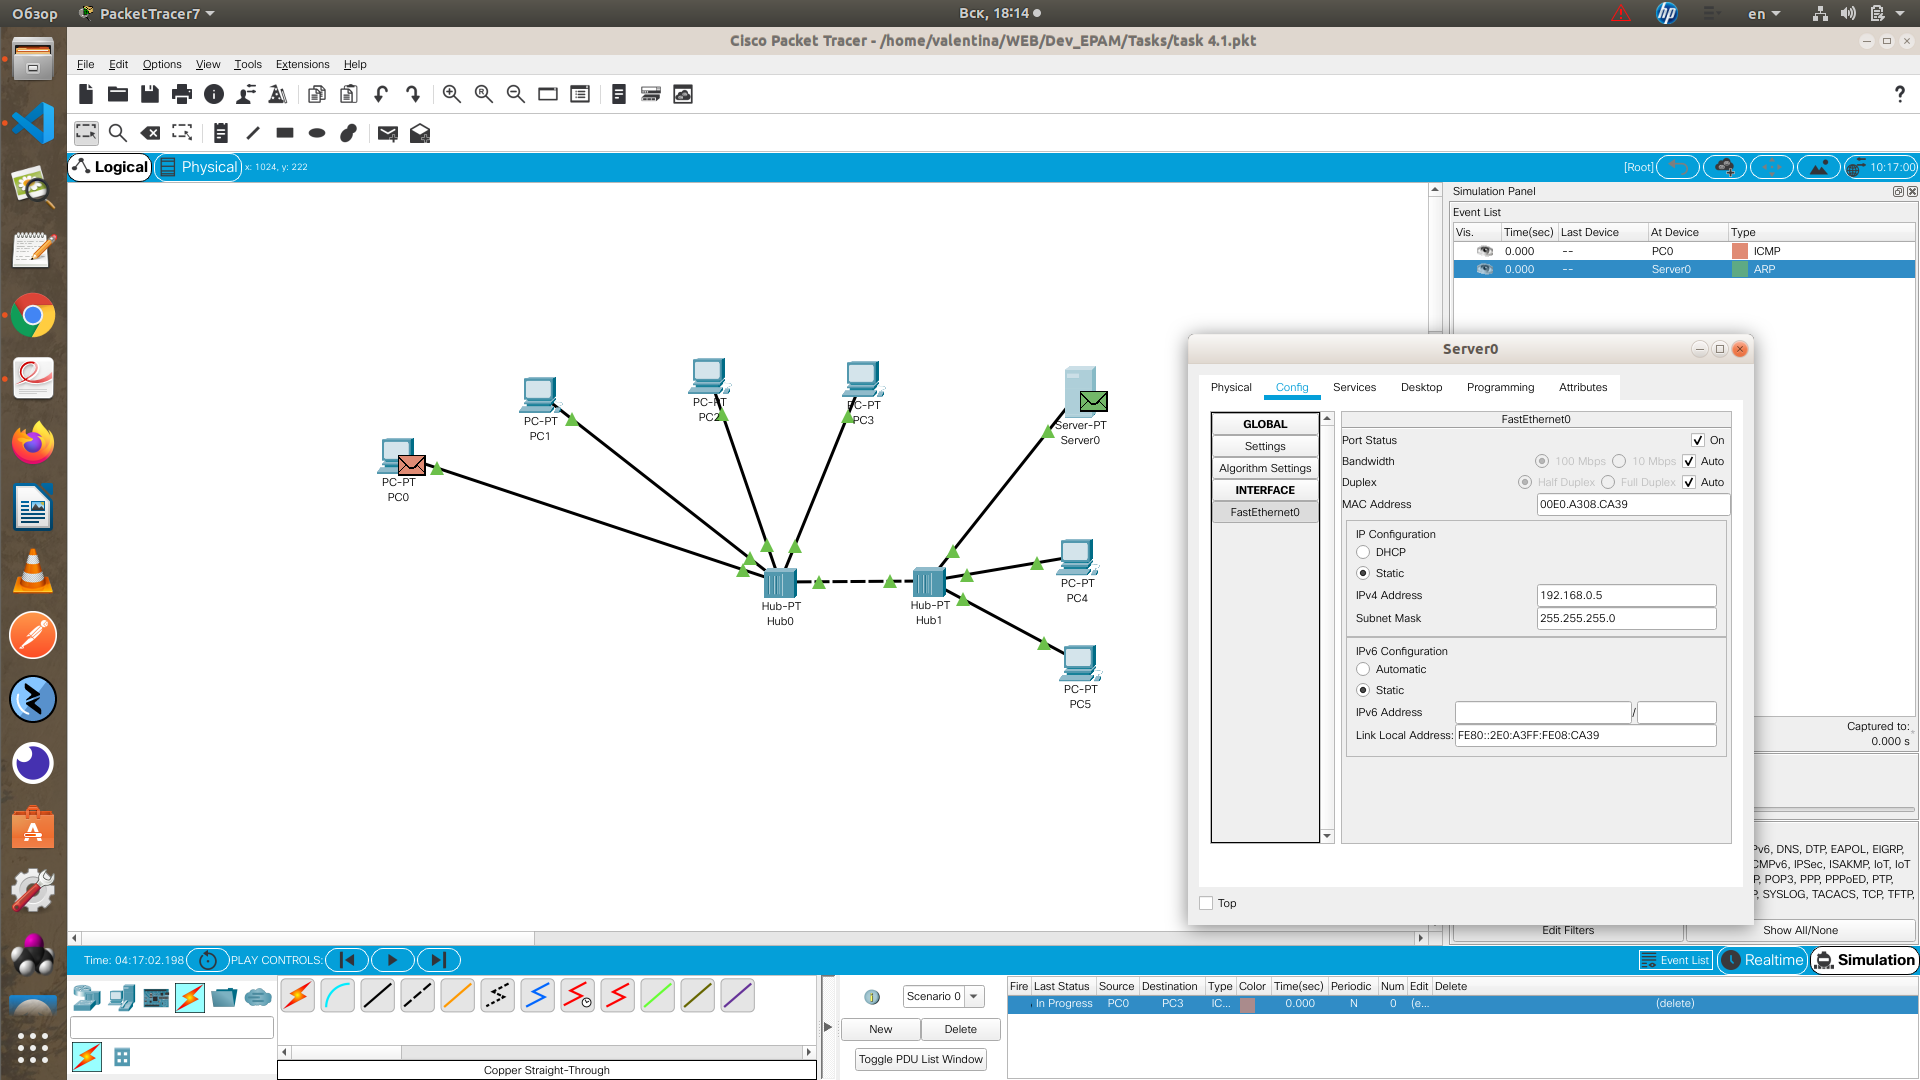 Обзор PacketTracer7 Вск, 18:14 en
Cisco Packet Tracer - /home/valentina/WEB/Dev_EPAM/Tasks/task 4.1.pkt
File Edit Options View Tools Extensions Help
Logical Physical x: 1024, y: 222 [Root] 10:17:00
Simulation Panel
Event List
Vis. Time(sec) Last Device At Device Type
0.000 -- PC0 ICMP
0.000 -- Server0 ARP
Server0
Physical Config Services Desktop Programming Attributes
GLOBAL
Settings
Algorithm Settings
INTERFACE
FastEthernet0
FastEthernet0
Port Status On
Bandwidth 100 Mbps 10 Mbps Auto
Duplex Half Duplex Full Duplex Auto
MAC Address 00E0.A308.CA39
IP Configuration
DHCP
Static
IPv4 Address 192.168.0.5
Subnet Mask 255.255.255.0
IPv6 Configuration
Automatic
Static
IPv6 Address /
Link Local Address: FE80::2E0:A3FF:FE08:CA39
Top
PC-PT
PC0
PC-PT
PC1
PC-PT
PC2
PC-PT
PC3
Server-PT
Server0
PC-PT
PC4
PC-PT
PC5
Hub-PT
Hub0
Hub-PT
Hub1
Captured to:
0.000 s
Pv6, DNS, DTP, EAPOL, EIGRP,
CMPv6, IPSec, ISAKMP, IoT, IoT
P, POP3, PPP, PPPoED, PTP,
P, SYSLOG, TACACS, TCP, TFTP,
Edit Filters Show All/None
Time: 04:17:02.198 PLAY CONTROLS: Event List Realtime Simulation
Scenario 0
New Delete
Toggle PDU List Window
Fire Last Status Source Destination Type Color Time(sec) Periodic Num Edit Delete
In Progress PC0 PC3 IC... 0.000 N 0 (e... (delete)
Copper Straight-Through